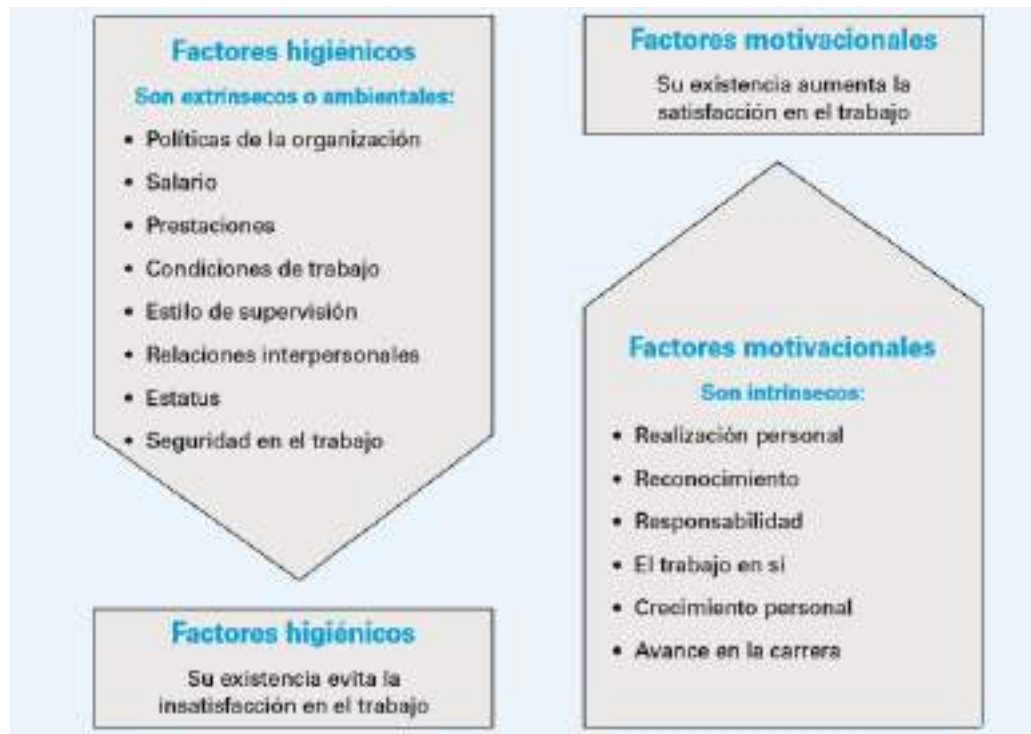 Factores higiénicos
Son extrínsecos o ambientales:
• Políticas de la organización
• Salario
• Prestaciones
• Condiciones de trabajo
• Estilo de supervisión
• Relaciones interpersonales
• Estatus
• Seguridad en el trabajo
Factores higiénicos
Su existencia evita la
insatisfacción en el trabajo
Factores motivacionales
Su existencia aumenta la
satisfacción en el trabajo
Factores motivacionales
Son intrínsecos:
• Realización personal
• Reconocimiento
• Responsabilidad
• El trabajo en sí
• Crecimiento personal
• Avance en la carrera